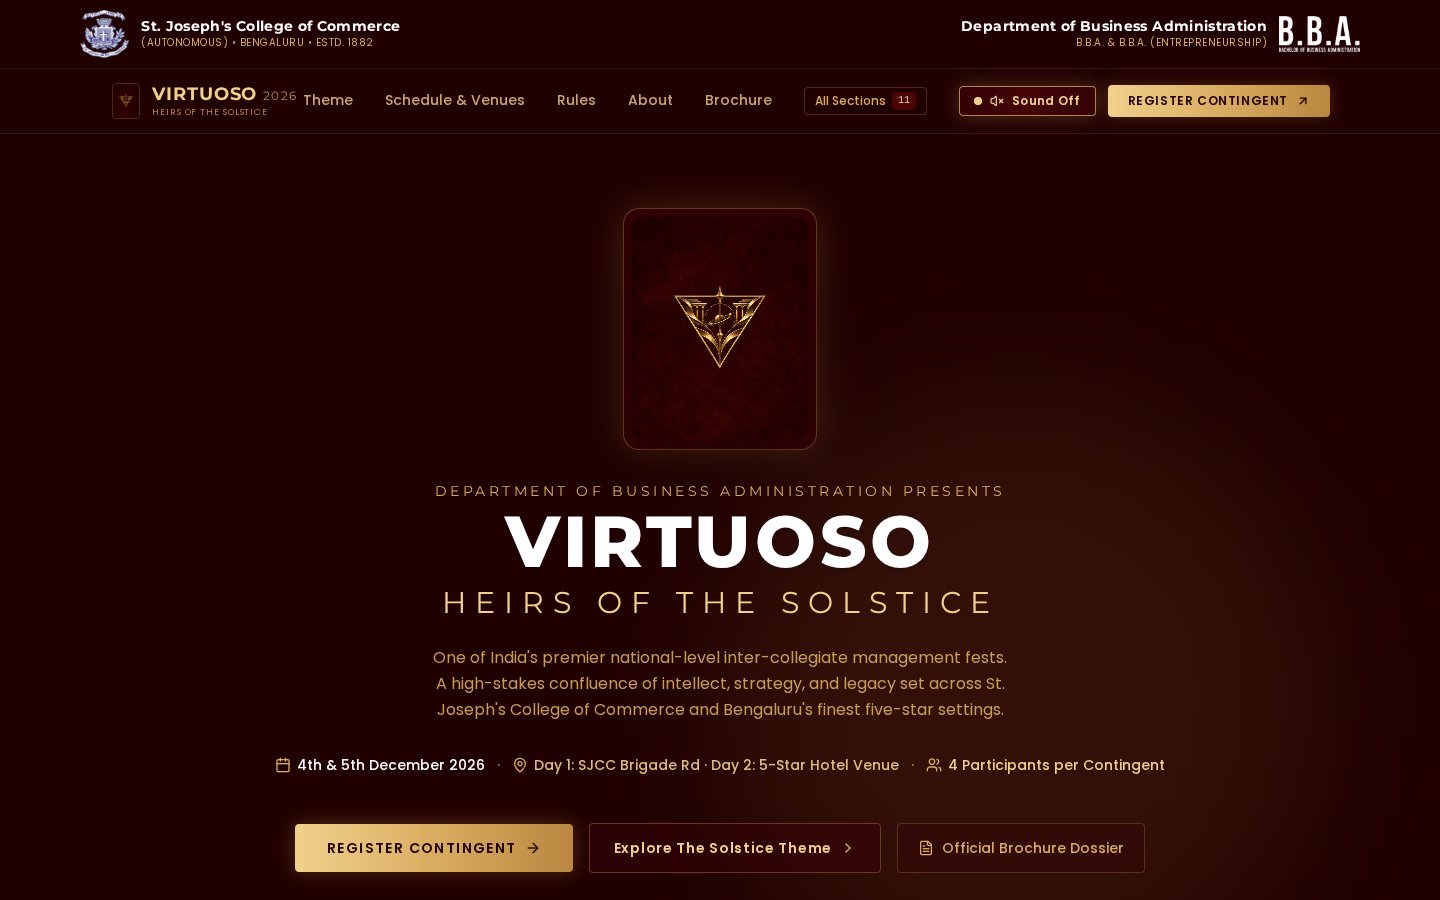 St. Joseph's College of Commerce
(AUTONOMOUS) • BENGALURU • ESTD. 1882
Department of Business Administration
B.B.A. & B.B.A. (ENTREPRENEURSHIP)
B.B.A.
BACHELOR OF BUSINESS ADMINISTRATION
VIRTUOSO 2026
HEIRS OF THE SOLSTICE
Theme
Schedule & Venues
Rules
About
Brochure
All Sections 11
Sound Off
REGISTER CONTINGENT
DEPARTMENT OF BUSINESS ADMINISTRATION PRESENTS
VIRTUOSO
HEIRS OF THE SOLSTICE
One of India's premier national-level inter-collegiate management fests.
A high-stakes confluence of intellect, strategy, and legacy set across St.
Joseph's College of Commerce and Bengaluru's finest five-star settings.
4th & 5th December 2026 · Day 1: SJCC Brigade Rd · Day 2: 5-Star Hotel Venue · 4 Participants per Contingent
REGISTER CONTINGENT
Explore The Solstice Theme
Official Brochure Dossier